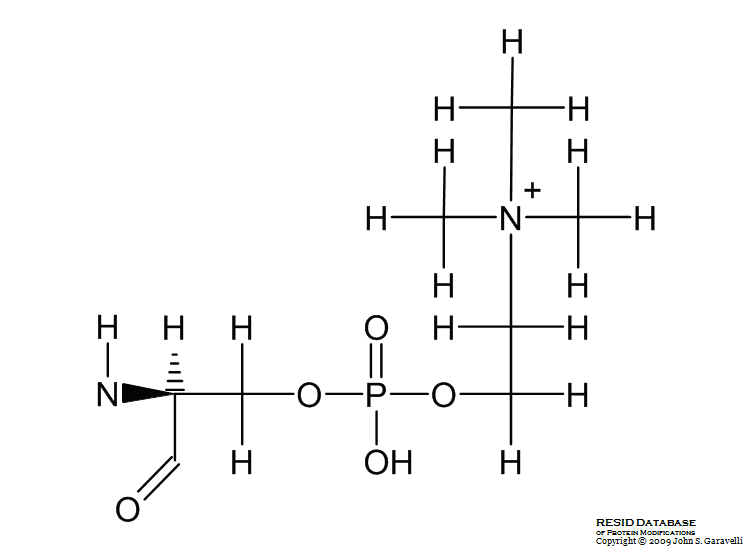 H
H H
H H
+
H N H
H H
H H H O H H
N O P O H
H OH H
O
RESID DATABASE
OF PROTEIN MODIFICATIONS
Copyright © 2009 John S. Garavelli